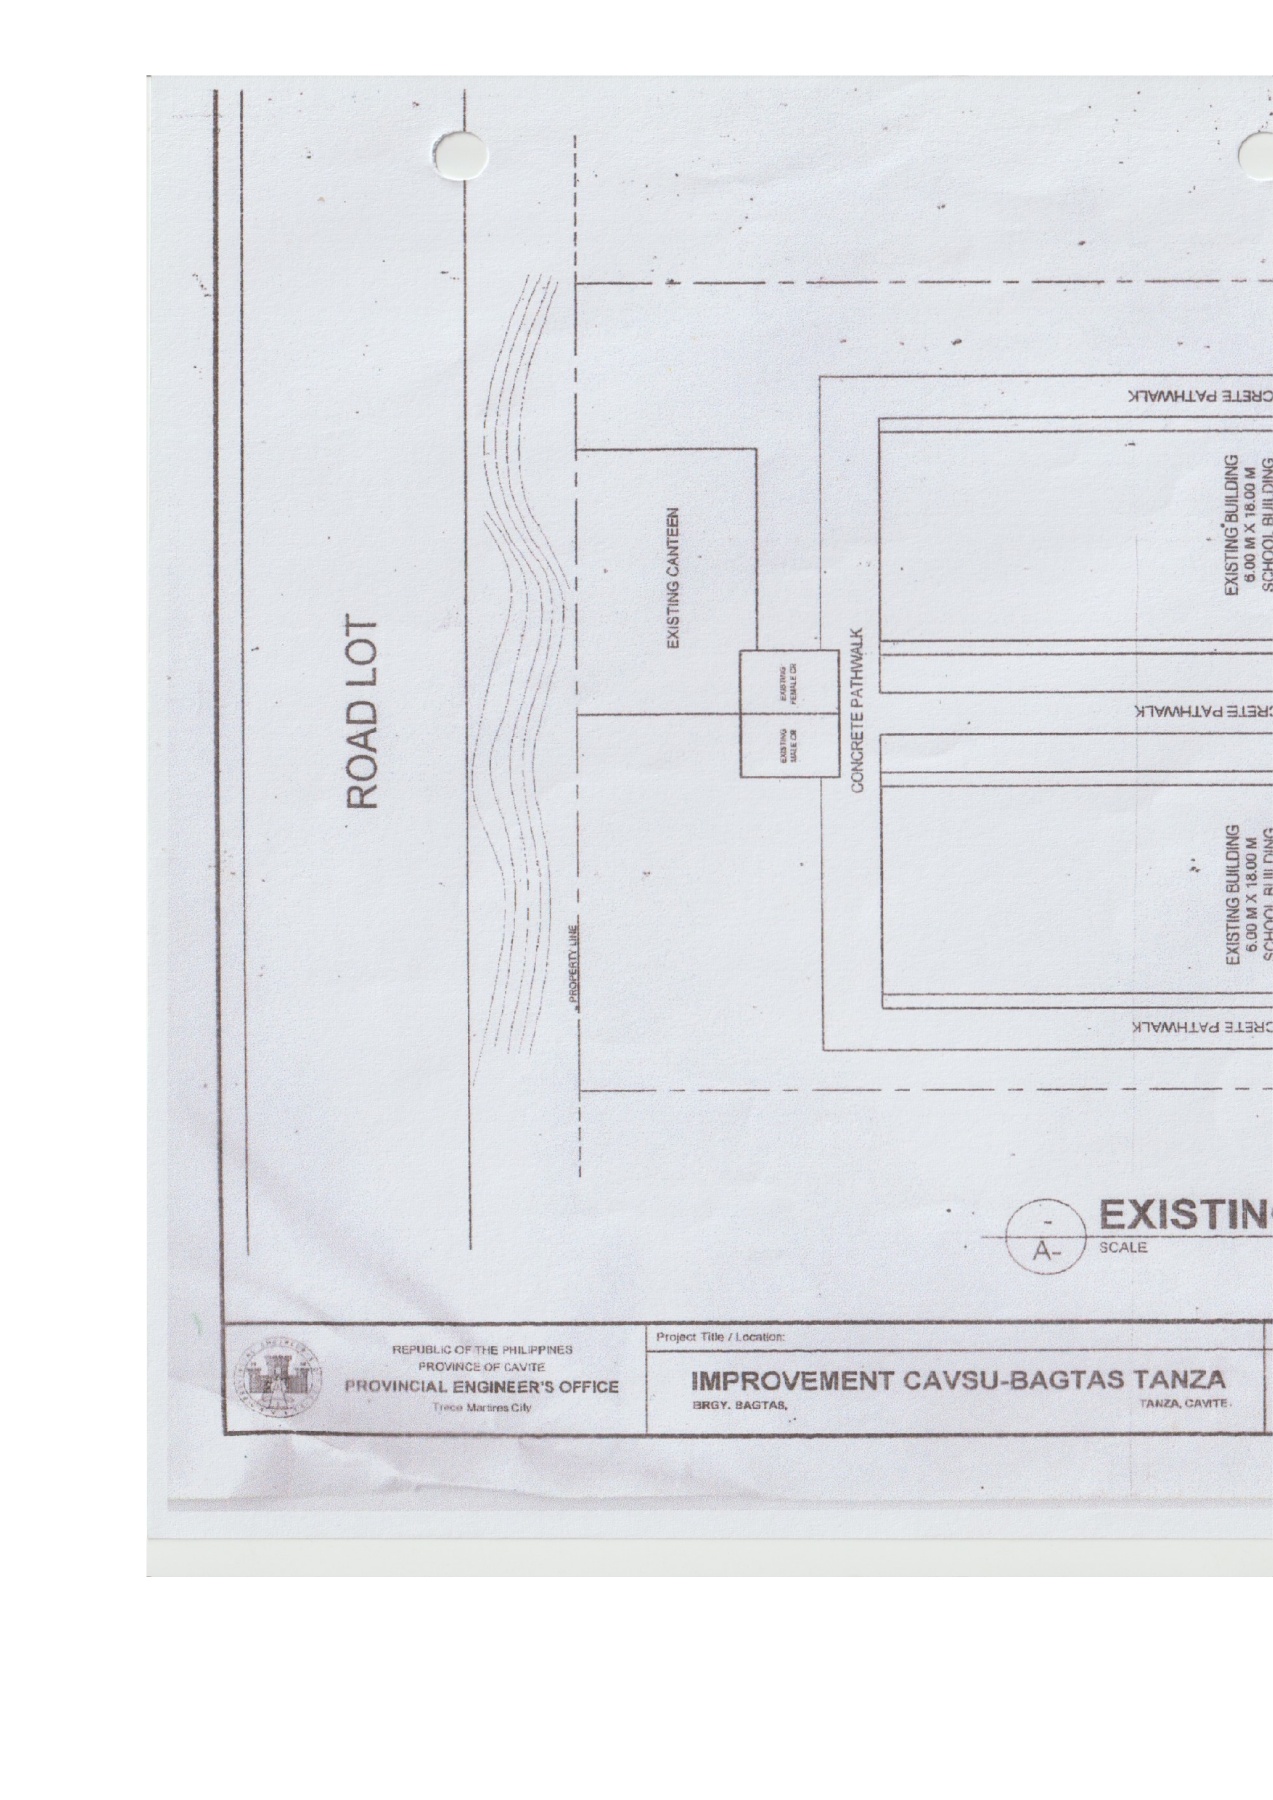 ROAD LOT
PROPERTY LINE
EXISTING CANTEEN
EXISTING
FEMALE CR
EXISTING
MALE CR
CONCRETE PATHWALK
CRETE PATHWALK
EXISTING BUILDING
6.00 M X 18.00 M
SCHOOL BUILDING
CRETE PATHWALK
EXISTING BUILDING
6.00 M X 18.00 M
SCHOOL BUILDING
CRETE PATHWALK
-
A-
EXISTIN
SCALE
REPUBLIC OF THE PHILIPPINES
PROVINCE OF CAVITE
PROVINCIAL ENGINEER'S OFFICE
Trece Martires City
Project Title / Location:
IMPROVEMENT CAVSU-BAGTAS TANZA
BRGY. BAGTAS,
TANZA, CAVITE.